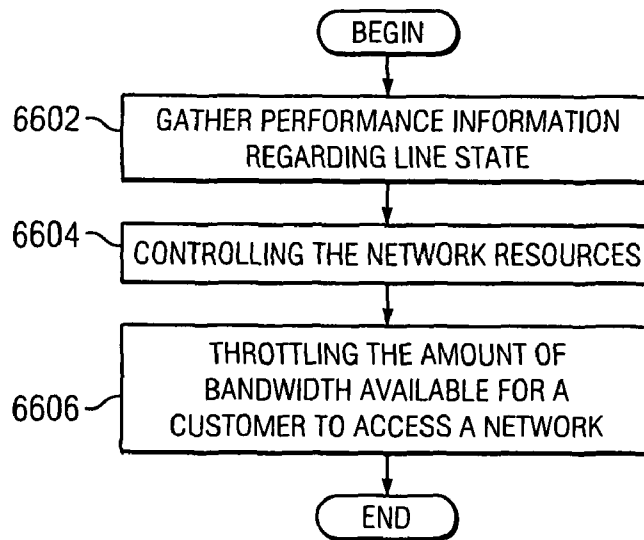 BEGIN
6602
GATHER PERFORMANCE INFORMATION
REGARDING LINE STATE
6604
CONTROLLING THE NETWORK RESOURCES
6606
THROTTLING THE AMOUNT OF
BANDWIDTH AVAILABLE FOR A
CUSTOMER TO ACCESS A NETWORK
END